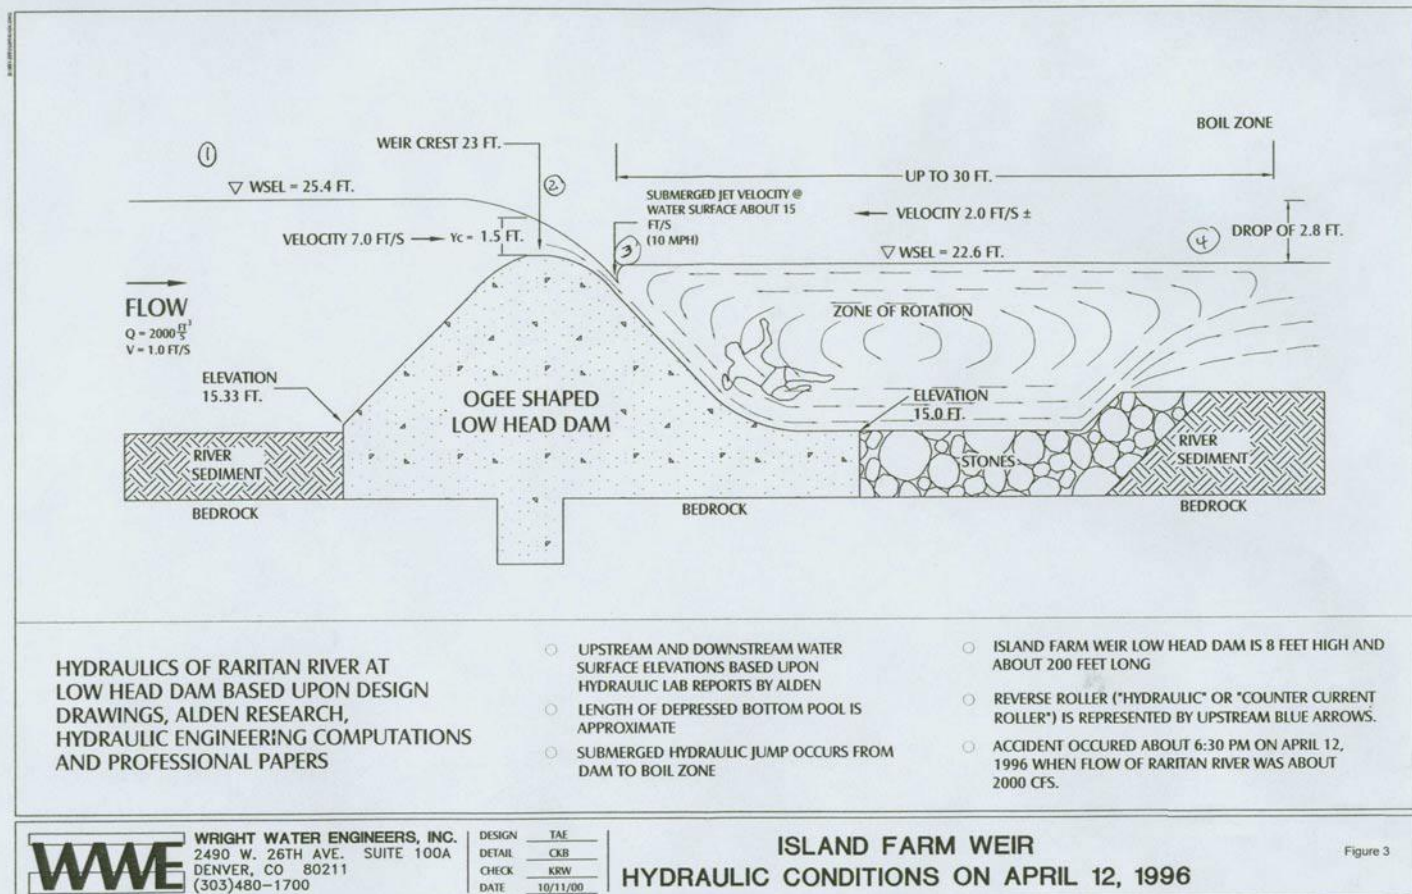 BOIL ZONE
①
WEIR CREST 23 FT.
▽ WSEL = 25.4 FT.
②
UP TO 30 FT.
SUBMERGED JET VELOCITY @
WATER SURFACE ABOUT 15
FT/S
(10 MPH)
VELOCITY 2.0 FT/S ±
VELOCITY 7.0 FT/S
Yc = 1.5 FT.
③
④
DROP OF 2.8 FT.
▽ WSEL = 22.6 FT.
FLOW
Q = 2000 FT³/S
V = 1.0 FT/S
ZONE OF ROTATION
ELEVATION
15.33 FT.
OGEE SHAPED
LOW HEAD DAM
ELEVATION
15.0 FT.
RIVER
SEDIMENT
STONES
RIVER
SEDIMENT
BEDROCK
BEDROCK
BEDROCK
HYDRAULICS OF RARITAN RIVER AT
LOW HEAD DAM BASED UPON DESIGN
DRAWINGS, ALDEN RESEARCH,
HYDRAULIC ENGINEERING COMPUTATIONS
AND PROFESSIONAL PAPERS
○ UPSTREAM AND DOWNSTREAM WATER
SURFACE ELEVATIONS BASED UPON
HYDRAULIC LAB REPORTS BY ALDEN
○ LENGTH OF DEPRESSED BOTTOM POOL IS
APPROXIMATE
○ SUBMERGED HYDRAULIC JUMP OCCURS FROM
DAM TO BOIL ZONE
○ ISLAND FARM WEIR LOW HEAD DAM IS 8 FEET HIGH AND
ABOUT 200 FEET LONG
○ REVERSE ROLLER ("HYDRAULIC" OR "COUNTER CURRENT
ROLLER") IS REPRESENTED BY UPSTREAM BLUE ARROWS.
○ ACCIDENT OCCURED ABOUT 6:30 PM ON APRIL 12,
1996 WHEN FLOW OF RARITAN RIVER WAS ABOUT
2000 CFS.
WWE
WRIGHT WATER ENGINEERS, INC.
2490 W. 26TH AVE. SUITE 100A
DENVER, CO 80211
(303)480-1700
DESIGN TAE
DETAIL CKB
CHECK KRW
DATE 10/11/00
ISLAND FARM WEIR
HYDRAULIC CONDITIONS ON APRIL 12, 1996
Figure 3